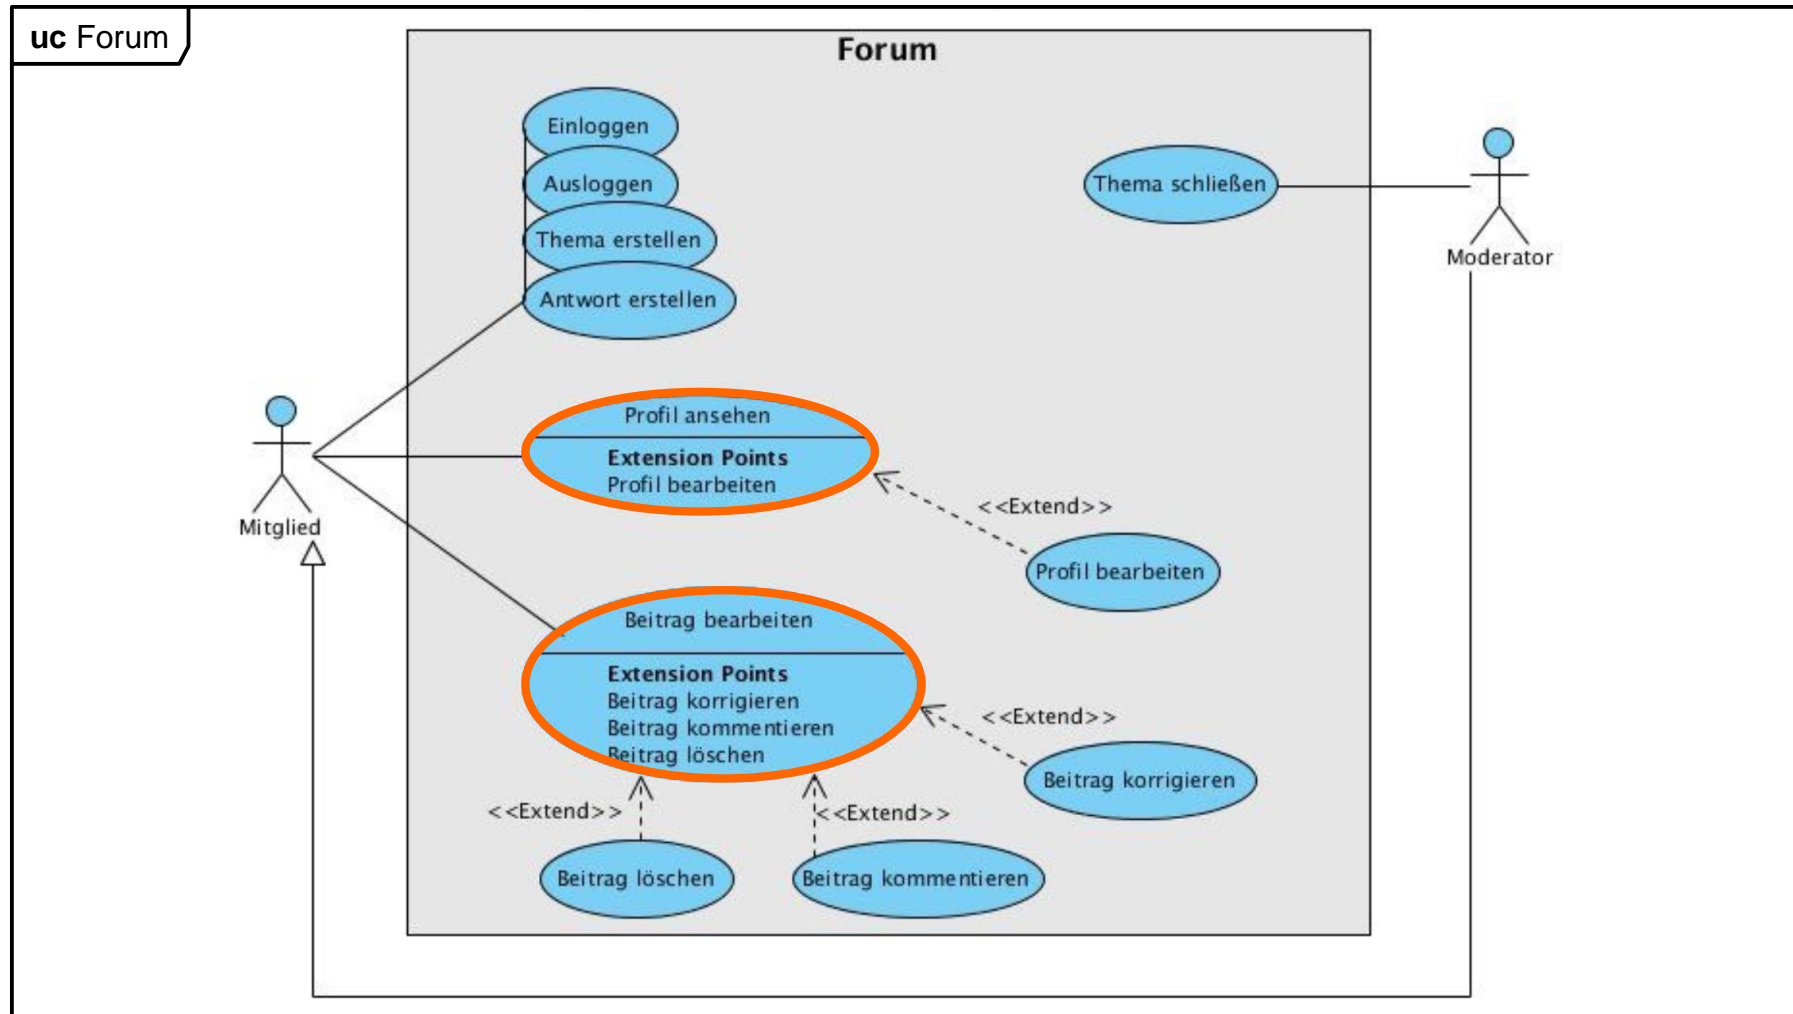 uc Forum
Forum
Einloggen
Ausloggen
Thema erstellen
Antwort erstellen
Thema schließen
Moderator
Profil ansehen
Extension Points
Profil bearbeiten
Mitglied
<<Extend>>
Profil bearbeiten
Beitrag bearbeiten
Extension Points
Beitrag korrigieren
Beitrag kommentieren
Beitrag löschen
<<Extend>>
Beitrag korrigieren
<<Extend>>
<<Extend>>
Beitrag löschen
Beitrag kommentieren